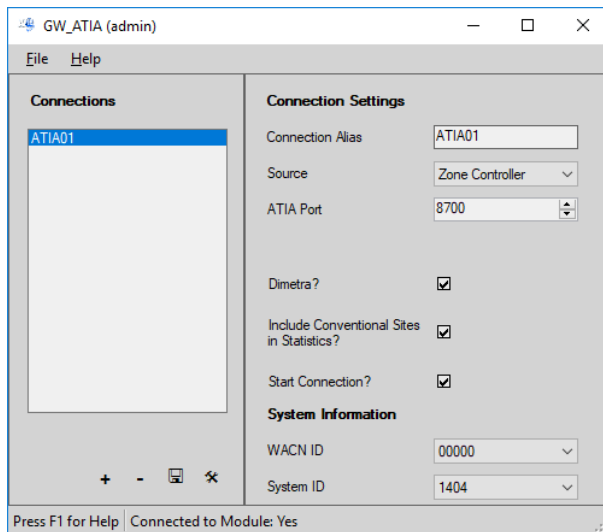 GW_ATIA (admin)
File Help
Connections
ATIA01
+ -
Connection Settings
Connection Alias ATIA01
Source Zone Controller
ATIA Port 8700
Dimetra?
Include Conventional Sites
in Statistics?
Start Connection?
System Information
WACN ID 00000
System ID 1404
Press F1 for Help Connected to Module: Yes